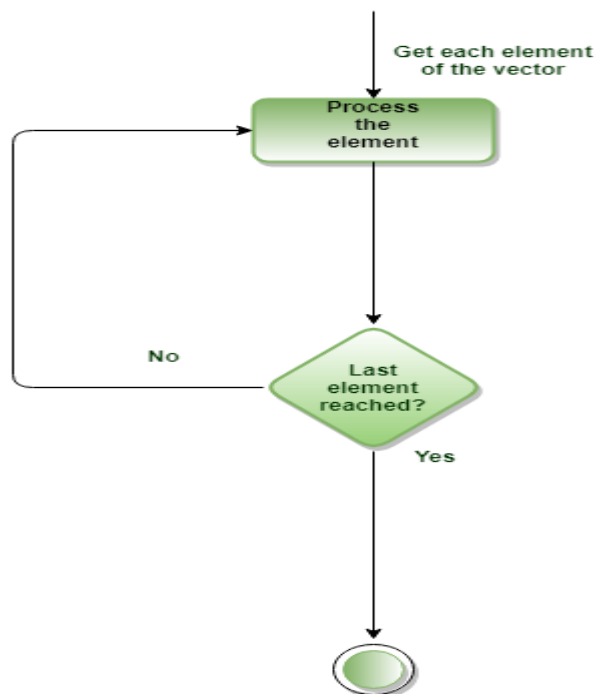 Get each element
of the vector
Process
the
element
No
Last
element
reached?
Yes